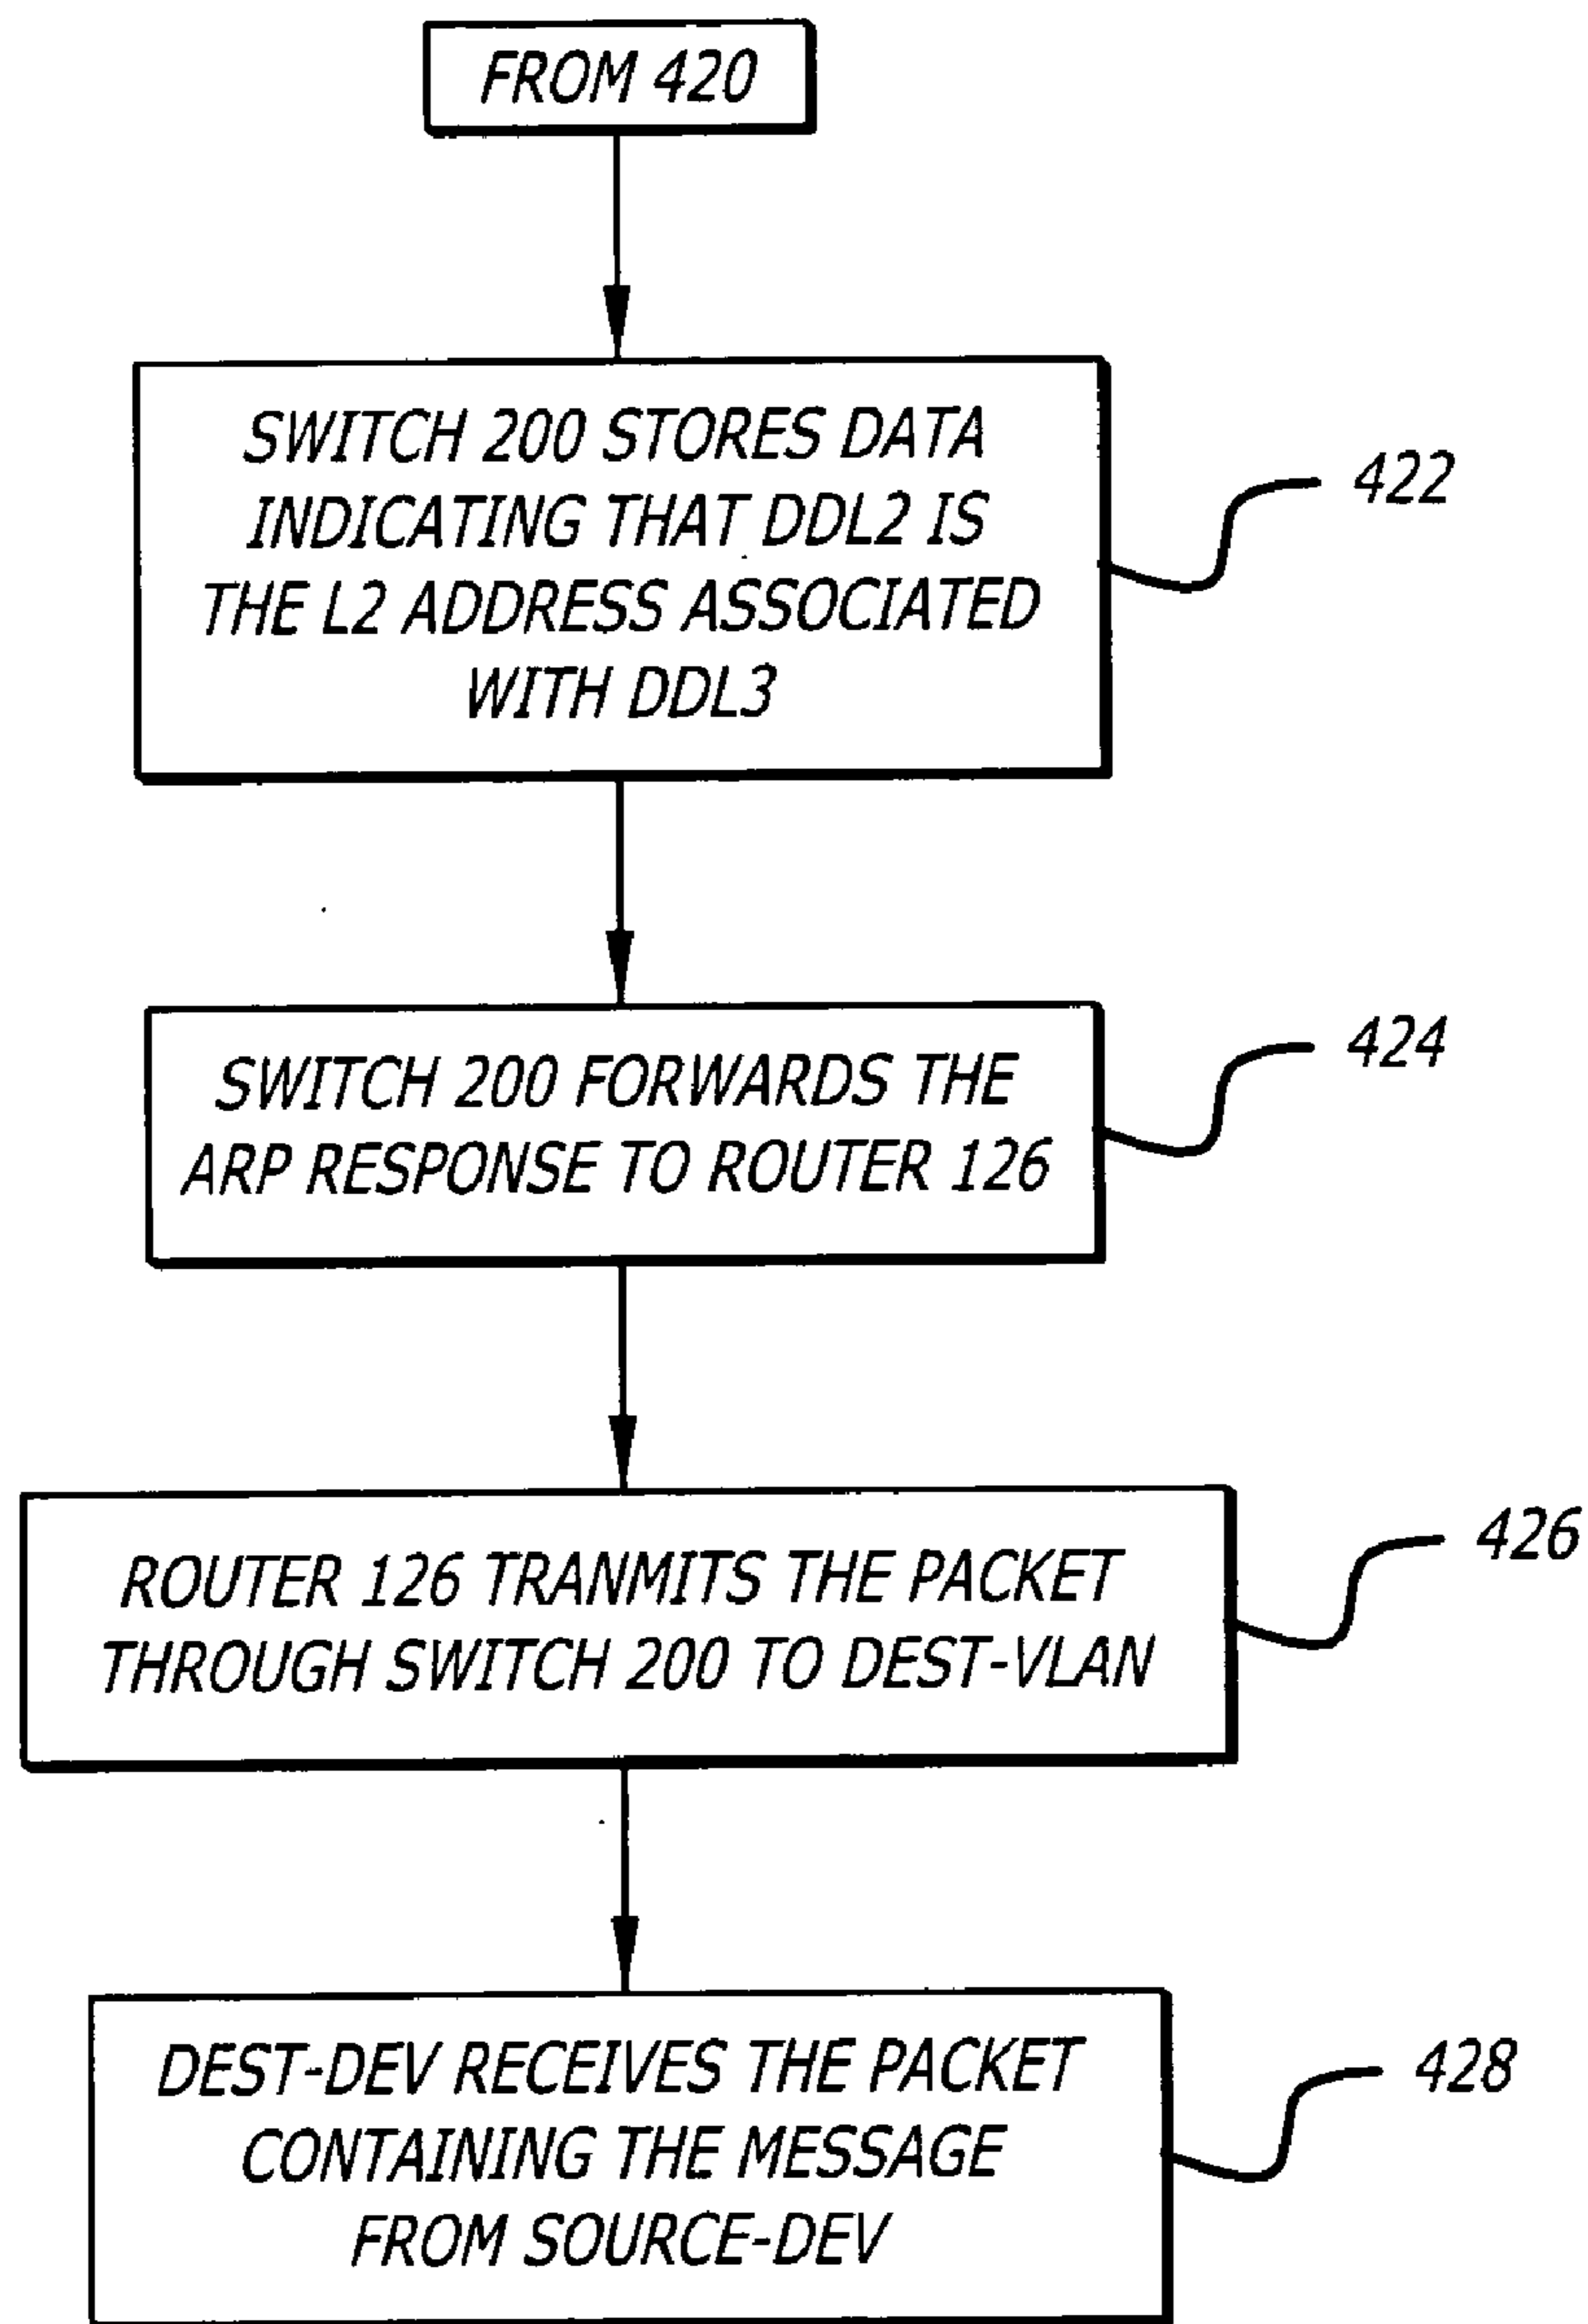 FROM 420
SWITCH 200 STORES DATA
INDICATING THAT DDL2 IS
THE L2 ADDRESS ASSOCIATED
WITH DDL3
422
SWITCH 200 FORWARDS THE
ARP RESPONSE TO ROUTER 126
424
ROUTER 126 TRANMITS THE PACKET
THROUGH SWITCH 200 TO DEST-VLAN
426
DEST-DEV RECEIVES THE PACKET
CONTAINING THE MESSAGE
FROM SOURCE-DEV
428